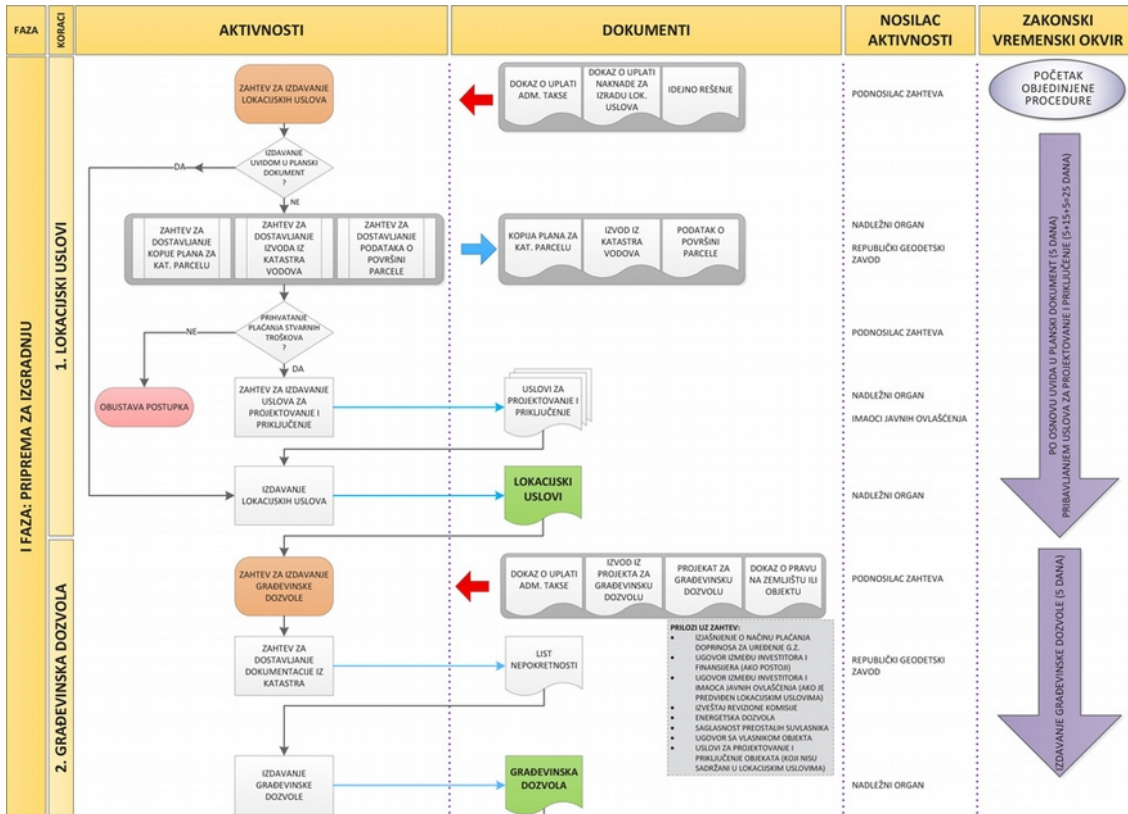 FAZA
KORACI
AKTIVNOSTI
DOKUMENTI
NOSILAC
AKTIVNOSTI
ZAKONSKI
VREMENSKI OKVIR
I FAZA: PRIPREMA ZA IZGRADNJU
1. LOKACIJSKI USLOVI
ZAHTEV ZA IZDAVANJE
LOKACIJSKIH USLOVA
DOKAZ O UPLATI
ADM. TAKSE
DOKAZ O UPLATI
NAKNADE ZA
IZRADU LOK.
USLOVA
IDEJNO REŠENJE
PODNOSILAC ZAHTEVA
POČETAK
OBJEDINJENE
PROCEDURE
IZDAVANJE
UVIDOM U PLANSKI
DOKUMENT
?
DA
NE
ZAHTEV ZA
DOSTAVLJANJE
KOPIJE PLANA ZA
KAT. PARCELU
ZAHTEV ZA
DOSTAVLJANJE
IZVODA IZ
KATASTRA
VODOVA
ZAHTEV ZA
DOSTAVLJANJE
PODATAKA O
POVRŠINI
PARCELE
KOPIJA PLANA ZA
KAT. PARCELU
IZVOD IZ
KATASTRA
VODOVA
PODATAK O
POVRŠINI
PARCELE
NADLEŽNI ORGAN
REPUBLIČKI GEODETSKI
ZAVOD
PO OSNOVU UVIDA U PLANSKI DOKUMENT (5 DANA)
PRIBAVLJANJEM USLOVA ZA PROJEKTOVANJE I PRIKLJUČENJE (5+15+5=25 DANA)
PRIHVATANJE
PLAĆANJA STVARNIH
TROŠKOVA
?
NE
DA
PODNOSILAC ZAHTEVA
OBUSTAVA POSTUPKA
ZAHTEV ZA IZDAVANJE
USLOVA ZA
PROJEKTOVANJE I
PRIKLJUČENJE
USLOVI ZA
PROJEKTOVANJE I
PRIKLJUČENJE
NADLEŽNI ORGAN
IMAOCI JAVNIH OVLAŠĆENJA
IZDAVANJE
LOKACIJSKIH USLOVA
LOKACIJSKI
USLOVI
NADLEŽNI ORGAN
2. GRAĐEVINSKA DOZVOLA
ZAHTEV ZA IZDAVANJE
GRAĐEVINSKE
DOZVOLE
DOKAZ O UPLATI
ADM. TAKSE
IZVOD IZ
PROJEKTA ZA
GRAĐEVINSKU
DOZVOLU
PROJEKAT ZA
GRAĐEVINSKU
DOZVOLU
DOKAZ O PRAVU
NA ZEMLJIŠTU ILI
OBJEKTU
PODNOSILAC ZAHTEVA
IZDAVANJE GRAĐEVINSKE DOZVOLE (5 DANA)
ZAHTEV ZA
DOSTAVLJANJE
DOKUMENTACIJE IZ
KATASTRA
LIST
NEPOKRETNOSTI
PRILOZI UZ ZAHTEV:
• IZJAŠNJENJE O NAČINU PLAĆANJA
DOPRINOSA ZA UREĐENJE G.Z.
• UGOVOR IZMEĐU INVESTITORA I
FINANSIJERA (AKO POSTOJI)
• UGOVOR IZMEĐU INVESTITORA I
IMAOCA JAVNIH OVLAŠĆENJA (AKO JE
PREDVIĐEN LOKACIJSKIM USLOVIMA)
• IZVEŠTAJ REVIZIONE KOMISIJE
• ENERGETSKA DOZVOLA
• SAGLASNOST PREOSTALIH SUVLASNIKA
• UGOVOR SA VLASNIKOM OBJEKTA
• USLOVI ZA PROJEKTOVANJE I
PRIKLJUČENJE OBJEKATA (KOJI NISU
SADRŽANI U LOKACIJSKIM USLOVIMA)
REPUBLIČKI GEODETSKI
ZAVOD
IZDAVANJE
GRAĐEVINSKE
DOZVOLE
GRAĐEVINSKA
DOZVOLA
NADLEŽNI ORGAN